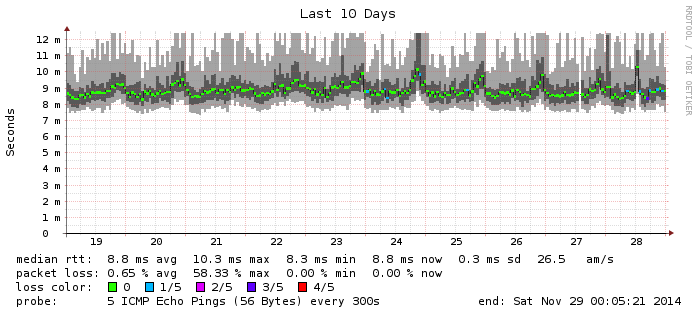 Last 10 Days
RRDTOOL / TOBI OETIKER
Seconds
12 m
11 m
10 m
9 m
8 m
7 m
6 m
5 m
4 m
3 m
2 m
1 m
0
19 20 21 22 23 24 25 26 27 28
median rtt: 8.8 ms avg 10.3 ms max 8.3 ms min 8.8 ms now 0.3 ms sd 26.5 am/s
packet loss: 0.65 % avg 58.33 % max 0.00 % min 0.00 % now
loss color: 0 1/5 2/5 3/5 4/5
probe: 5 ICMP Echo Pings (56 Bytes) every 300s end: Sat Nov 29 00:05:21 2014